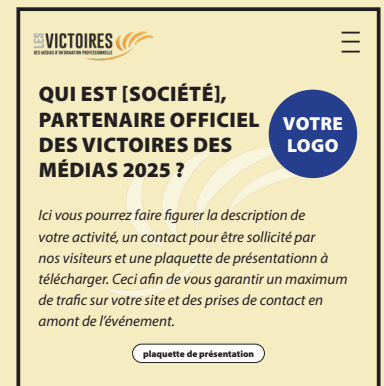 LES VICTOIRES
DES MÉDIAS D'INFORMATION PROFESSIONNELLE
QUI EST [SOCIÉTÉ],
PARTENAIRE OFFICIEL
DES VICTOIRES DES
MÉDIAS 2025 ?
VOTRE
LOGO
Ici vous pourrez faire figurer la description de
votre activité, un contact pour être sollicité par
nos visiteurs et une plaquette de présentationn à
télécharger. Ceci afin de vous garantir un maximum
de trafic sur votre site et des prises de contact en
amont de l'événement.
plaquette de présentation